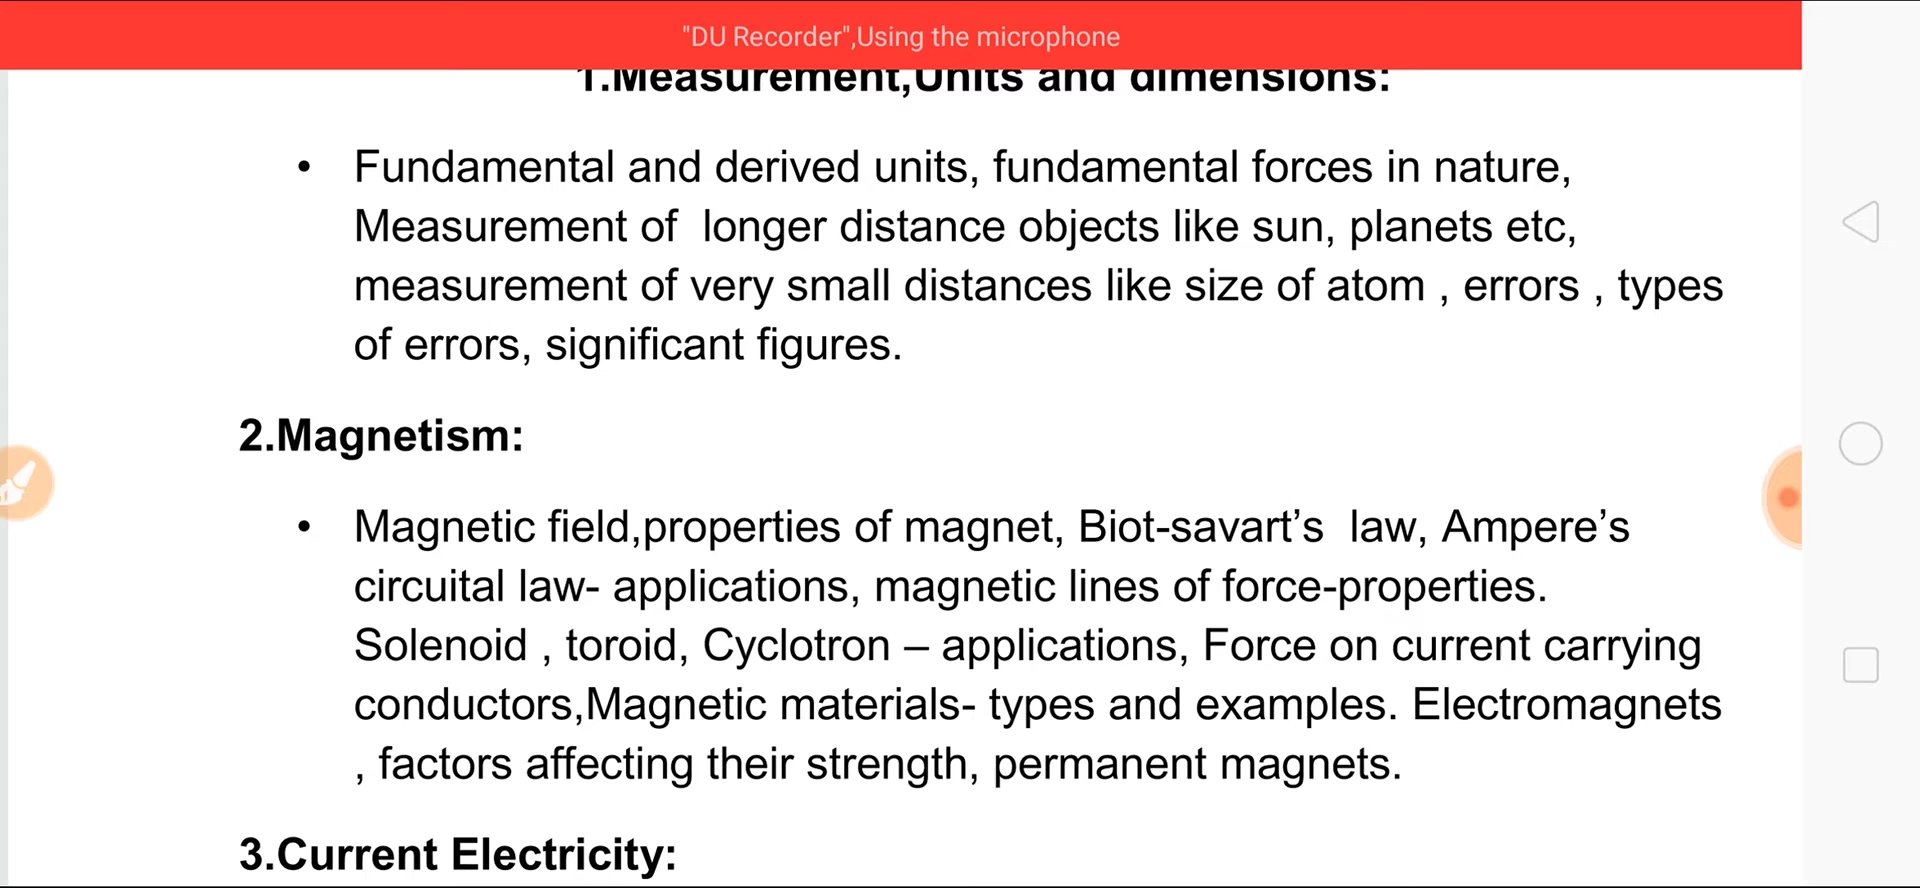 "DU Recorder",Using the microphone
1.Measurement,Units and dimensions:
• Fundamental and derived units, fundamental forces in nature,
Measurement of  longer distance objects like sun, planets etc,
measurement of very small distances like size of atom , errors , types
of errors, significant figures.
2.Magnetism:
• Magnetic field,properties of magnet, Biot-savart’s  law, Ampere’s
circuital law- applications, magnetic lines of force-properties.
Solenoid , toroid, Cyclotron – applications, Force on current carrying
conductors,Magnetic materials- types and examples. Electromagnets
, factors affecting their strength, permanent magnets.
3.Current Electricity: